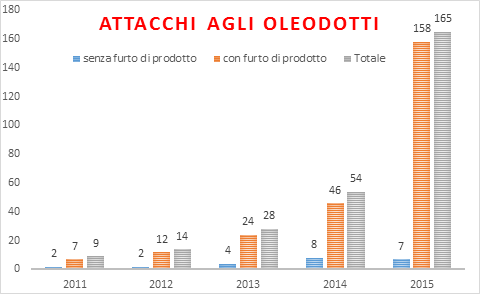 ATTACCHI AGLI OLEODOTTI
senza furto di prodotto con furto di prodotto Totale
180
160
140
120
100
80
60
40
20
0
2 7 9
2 12 14
4 24 28
8 46 54
7 158 165
2011 2012 2013 2014 2015